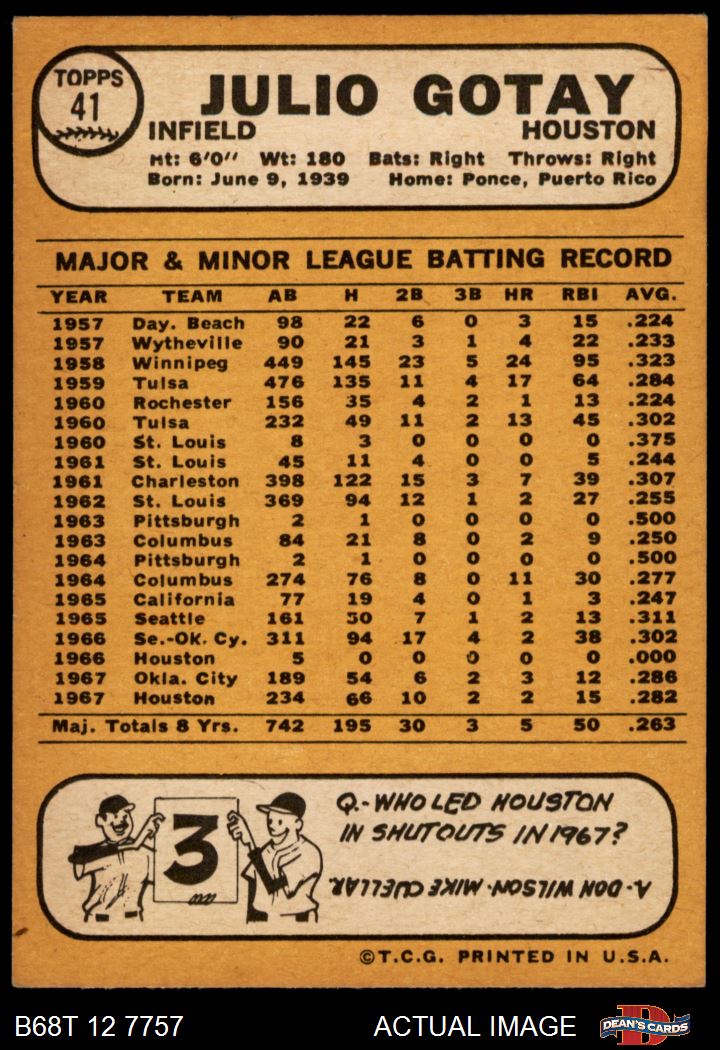 TOPPS
41
JULIO GOTAY
INFIELD HOUSTON
Ht: 6'0" Wt: 180 Bats: Right Throws: Right
Born: June 9, 1939 Home: Ponce, Puerto Rico
MAJOR & MINOR LEAGUE BATTING RECORD
YEAR TEAM AB H 2B 3B HR RBI AVG.
1957 Day. Beach 98 22 6 0 3 15 .224
1957 Wytheville 90 21 3 1 4 22 .233
1958 Winnipeg 449 145 23 5 24 95 .323
1959 Tulsa 476 135 11 4 17 64 .284
1960 Rochester 156 35 4 2 1 13 .224
1960 Tulsa 232 49 11 2 13 45 .302
1960 St. Louis 8 3 0 0 0 0 .375
1961 St. Louis 45 11 4 0 0 5 .244
1961 Charleston 398 122 15 3 7 39 .307
1962 St. Louis 369 94 12 1 2 27 .255
1963 Pittsburgh 2 1 0 0 0 0 .500
1963 Columbus 84 21 8 0 2 9 .250
1964 Pittsburgh 2 1 0 0 0 0 .500
1964 Columbus 274 76 8 0 11 30 .277
1965 California 77 19 4 0 1 3 .247
1965 Seattle 161 50 7 1 2 13 .311
1966 Se.-Ok. Cy. 311 94 17 4 2 38 .302
1966 Houston 5 0 0 0 0 0 .000
1967 Okla. City 189 54 6 2 3 12 .286
1967 Houston 234 66 10 2 2 15 .282
Maj. Totals 8 Yrs. 742 195 30 3 5 50 .263
3
Q.-WHO LED HOUSTON
IN SHUTOUTS IN 1967?
A. DON WILSON-MIKE CUELLAR
©T.C.G. PRINTED IN U.S.A.
B68T 12 7757 ACTUAL IMAGE DEAN'S CARDS